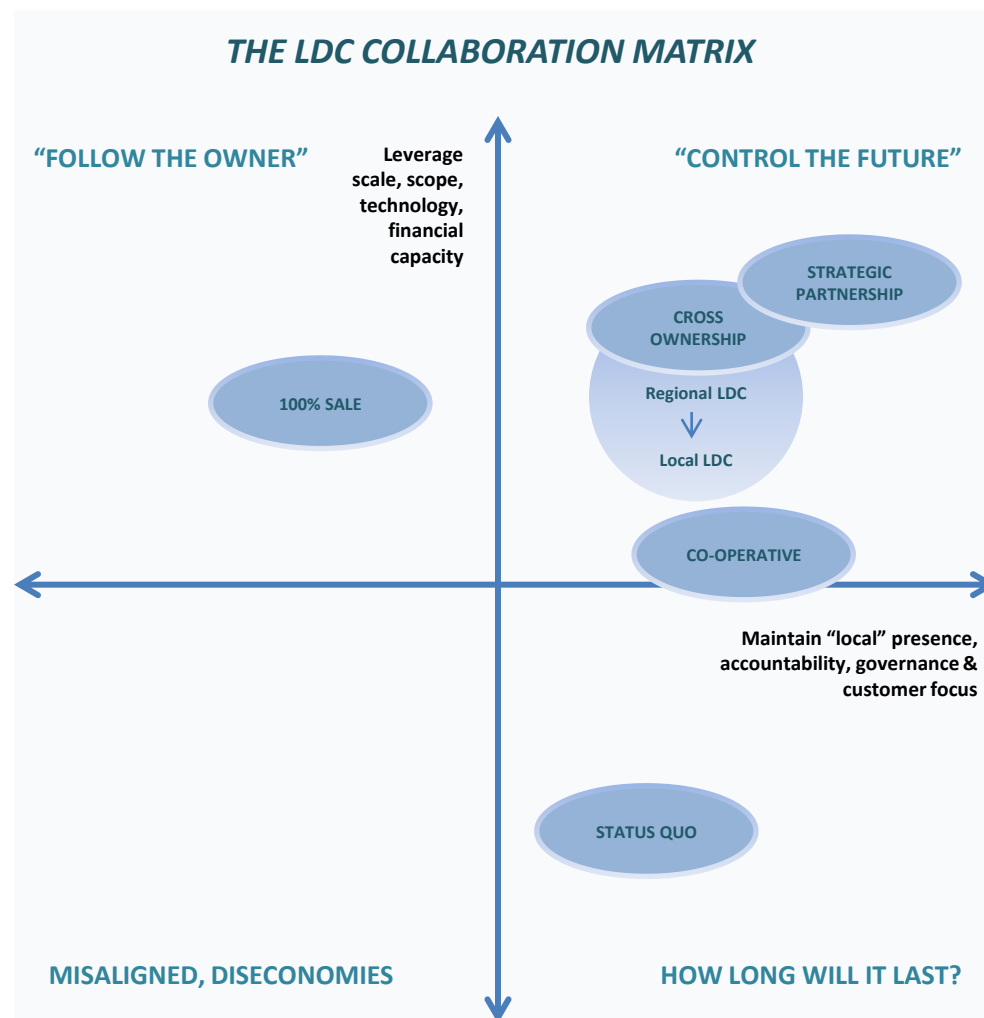 THE LDC COLLABORATION MATRIX
“FOLLOW THE OWNER”
Leverage
scale, scope,
technology,
financial
capacity
“CONTROL THE FUTURE”
STRATEGIC
PARTNERSHIP
CROSS
OWNERSHIP
Regional LDC
Local LDC
100% SALE
CO-OPERATIVE
Maintain “local” presence,
accountability, governance &
customer focus
STATUS QUO
MISALIGNED, DISECONOMIES
HOW LONG WILL IT LAST?